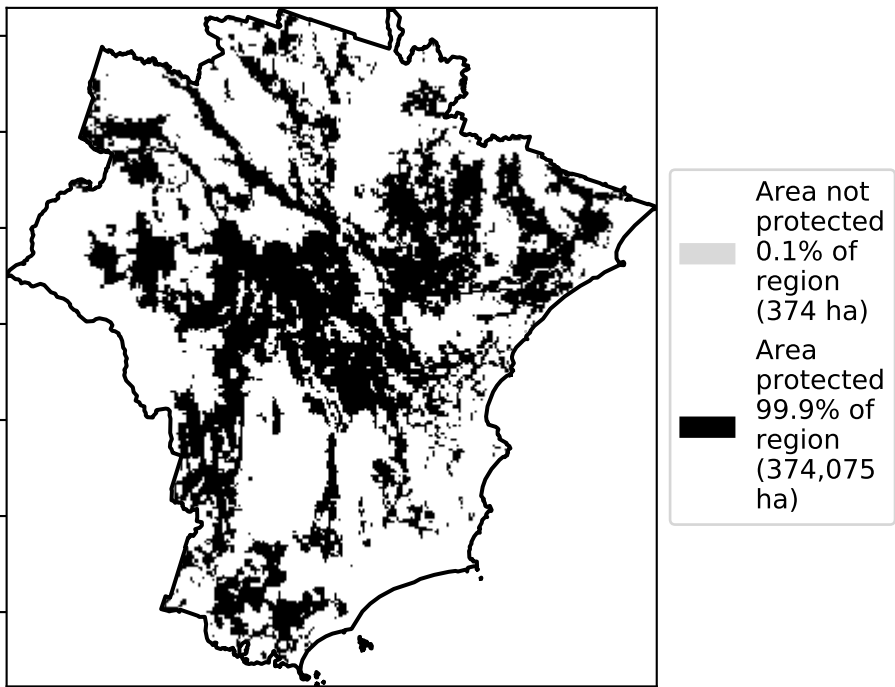 Area not
protected
0.1% of
region
(374 ha)
Area
protected
99.9% of
region
(374,075
ha)